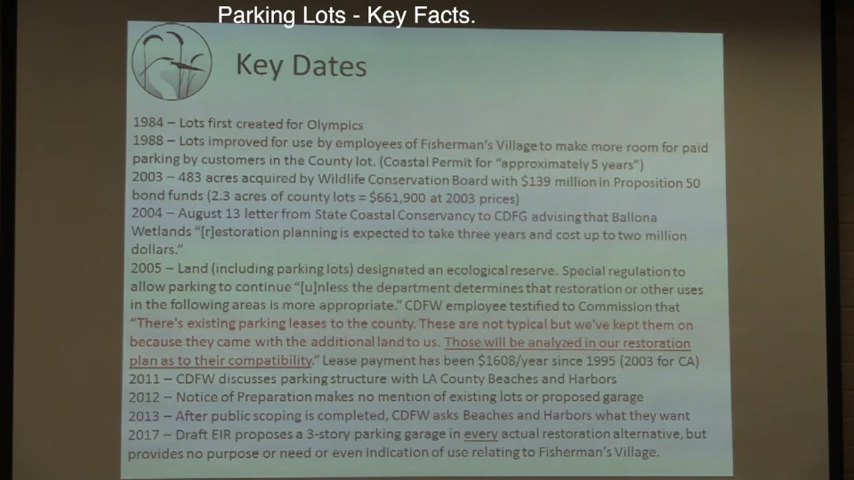 Parking Lots - Key Facts.
Key Dates
1984 – Lots first created for Olympics
1988 – Lots improved for use by employees of Fisherman's Village to make more room for paid
parking by customers in the County lot. (Coastal Permit for "approximately 5 years")
2003 – 483 acres acquired by Wildlife Conservation Board with $139 million in Proposition 50
bond funds (2.3 acres of county lots = $661,900 at 2003 prices)
2004 – August 13 letter from State Coastal Conservancy to CDFG advising that Ballona
Wetlands "[r]estoration planning is expected to take three years and cost up to two million
dollars."
2005 – Land (including parking lots) designated an ecological reserve. Special regulation to
allow parking to continue "[u]nless the department determines that restoration or other uses
in the following areas is more appropriate." CDFW employee testified to Commission that
"There's existing parking leases to the county. These are not typical but we've kept them on
because they came with the additional land to us. Those will be analyzed in our restoration
plan as to their compatibility." Lease payment has been $1608/year since 1995 (2003 for CA)
2011 – CDFW discusses parking structure with LA County Beaches and Harbors
2012 – Notice of Preparation makes no mention of existing lots or proposed garage
2013 – After public scoping is completed, CDFW asks Beaches and Harbors what they want
2017 – Draft EIR proposes a 3-story parking garage in every actual restoration alternative, but
provides no purpose or need or even indication of use relating to Fisherman's Village.